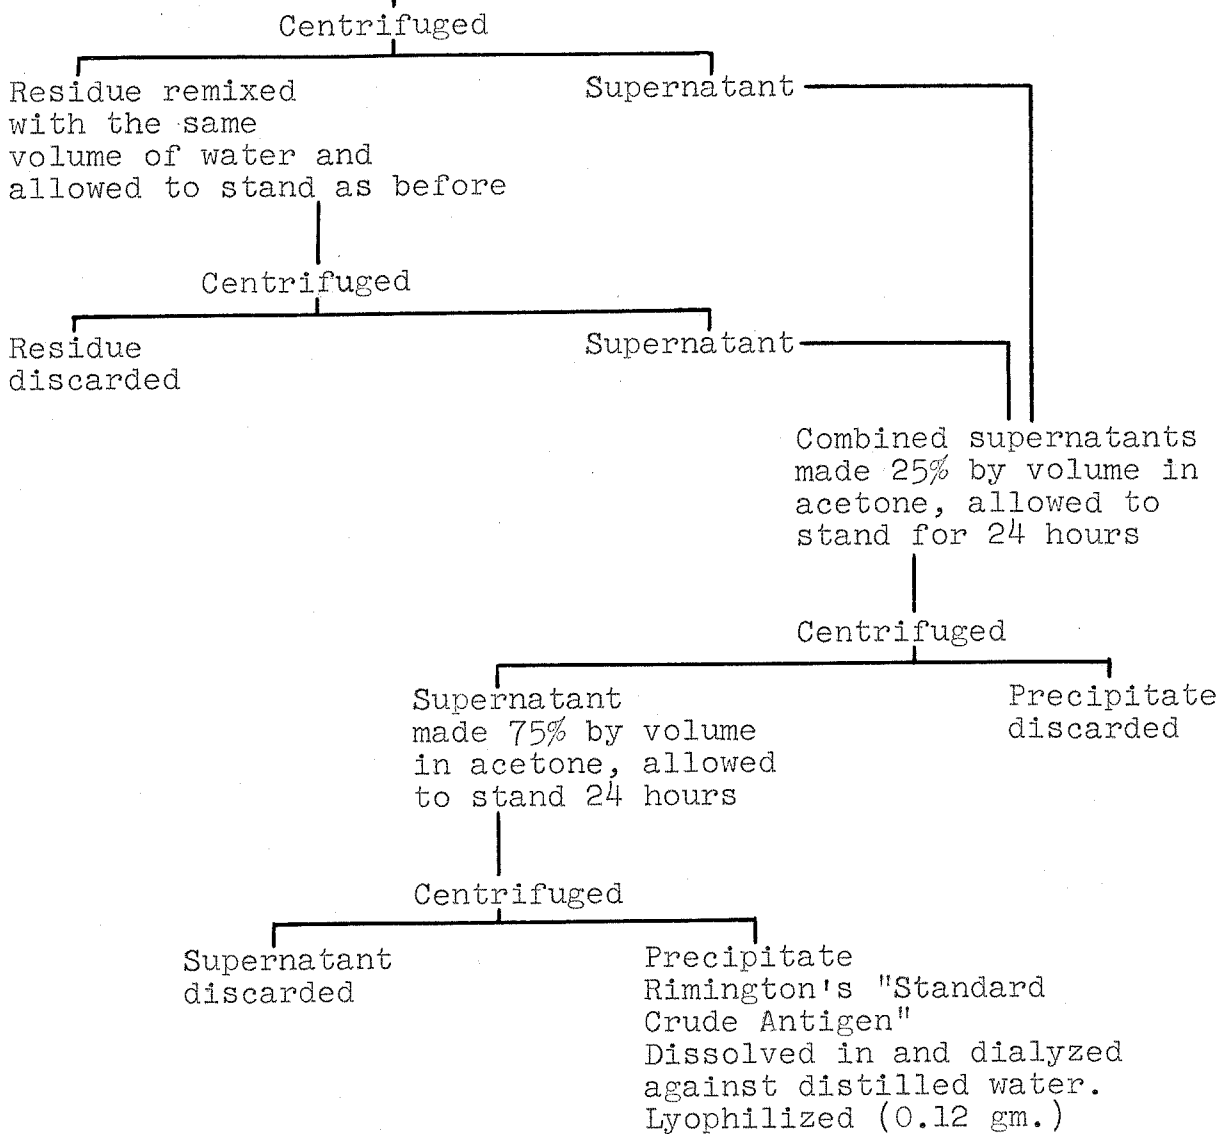 Centrifuged
Residue remixed
with the same
volume of water and
allowed to stand as before
Supernatant
Centrifuged
Residue
discarded
Supernatant
Combined supernatants
made 25% by volume in
acetone, allowed to
stand for 24 hours
Centrifuged
Supernatant
made 75% by volume
in acetone, allowed
to stand 24 hours
Precipitate
discarded
Centrifuged
Supernatant
discarded
Precipitate
Rimington's "Standard
Crude Antigen"
Dissolved in and dialyzed
against distilled water.
Lyophilized (0.12 gm.)